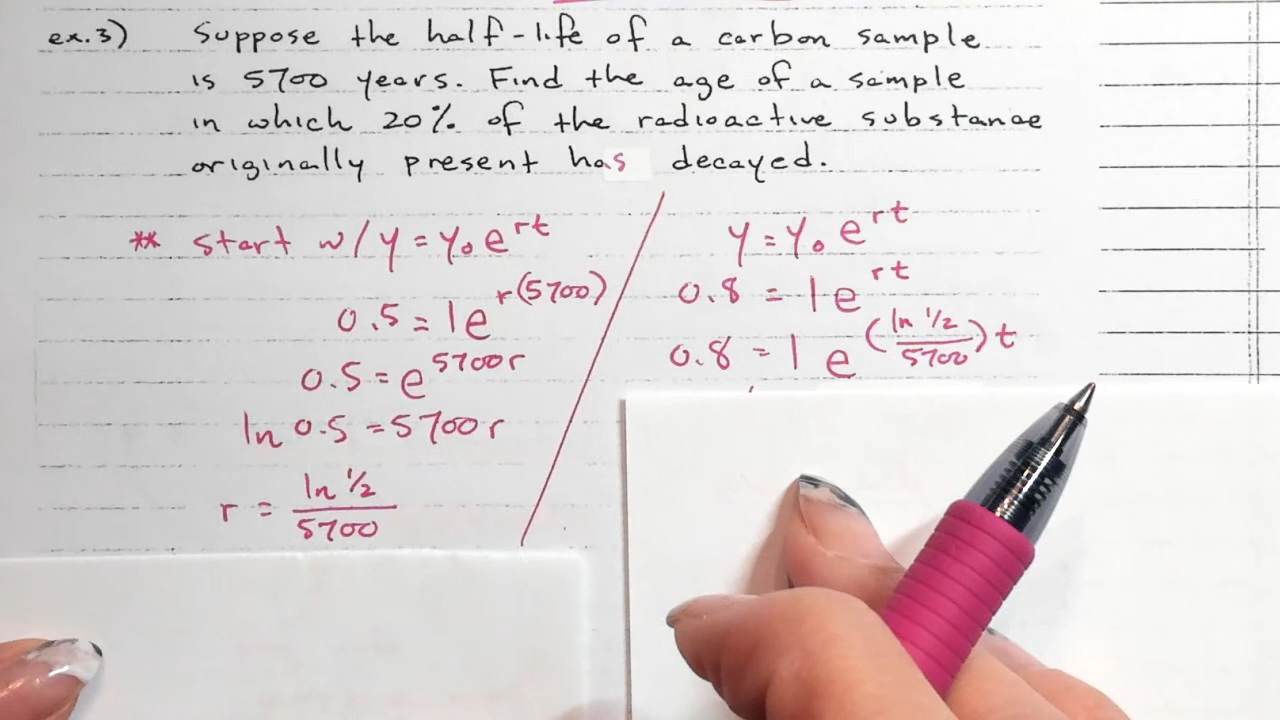 ex.3) Suppose the half-life of a carbon sample
is 5700 years. Find the age of a sample
in which 20% of the radioactive substance
originally present has decayed.
** start w/ y = y₀e^rt
0.5 = 1e^r(5700)
0.5 = e^5700r
ln 0.5 = 5700r
r = ln 1/2 / 5700
y = y₀e^rt
0.8 = 1e^rt
0.8 = 1e^(ln 1/2 / 5700)t